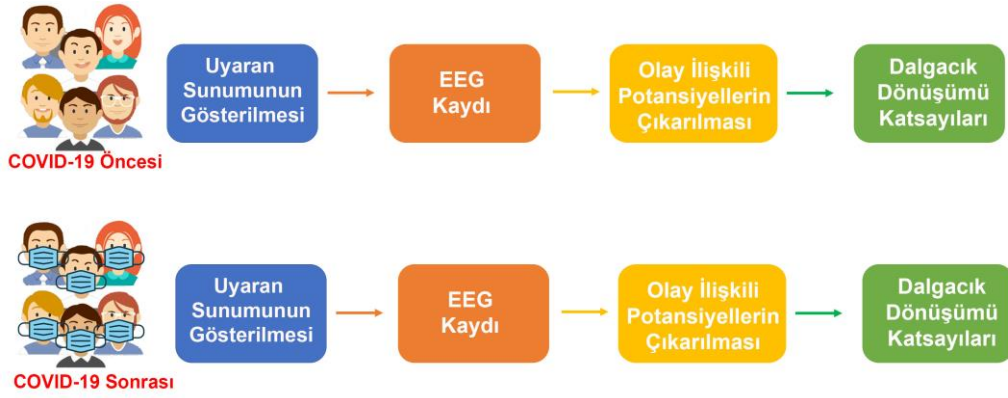 Uyaran
Sunumunun
Gösterilmesi
EEG
Kaydı
Olay İlişkili
Potansiyellerin
Çıkarılması
Dalgacık
Dönüşümü
Katsayıları
COVID-19 Öncesi
Uyaran
Sunumunun
Gösterilmesi
EEG
Kaydı
Olay İlişkili
Potansiyellerin
Çıkarılması
Dalgacık
Dönüşümü
Katsayıları
COVID-19 Sonrası